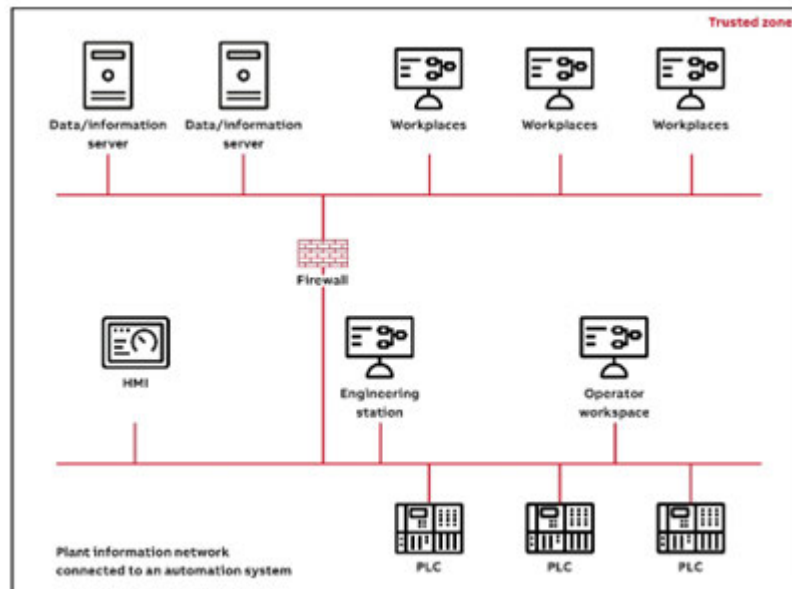 Trusted zone
Data/information
server
Data/information
server
Workplaces
Workplaces
Workplaces
Firewall
HMI
Engineering
station
Operator
workspace
Plant information network
connected to an automation system
PLC
PLC
PLC